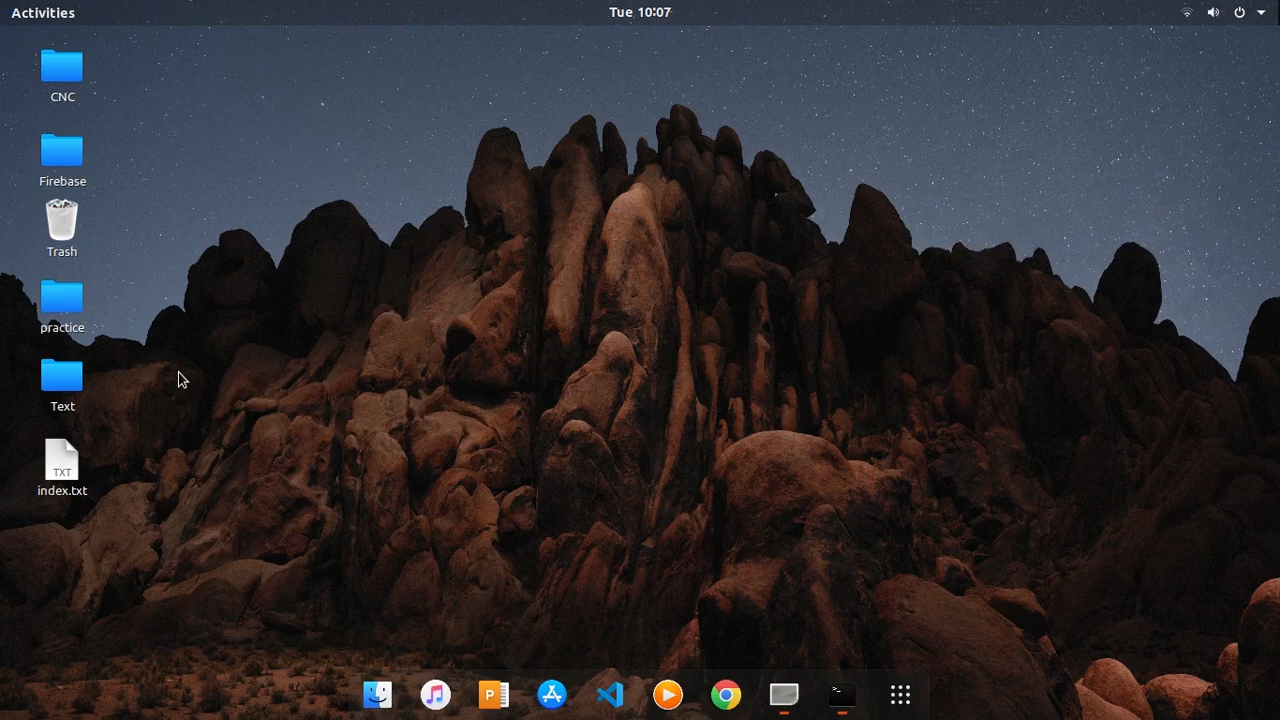 Activities
Tue 10:07
CNC
Firebase
Trash
practice
Text
TXT
index.txt